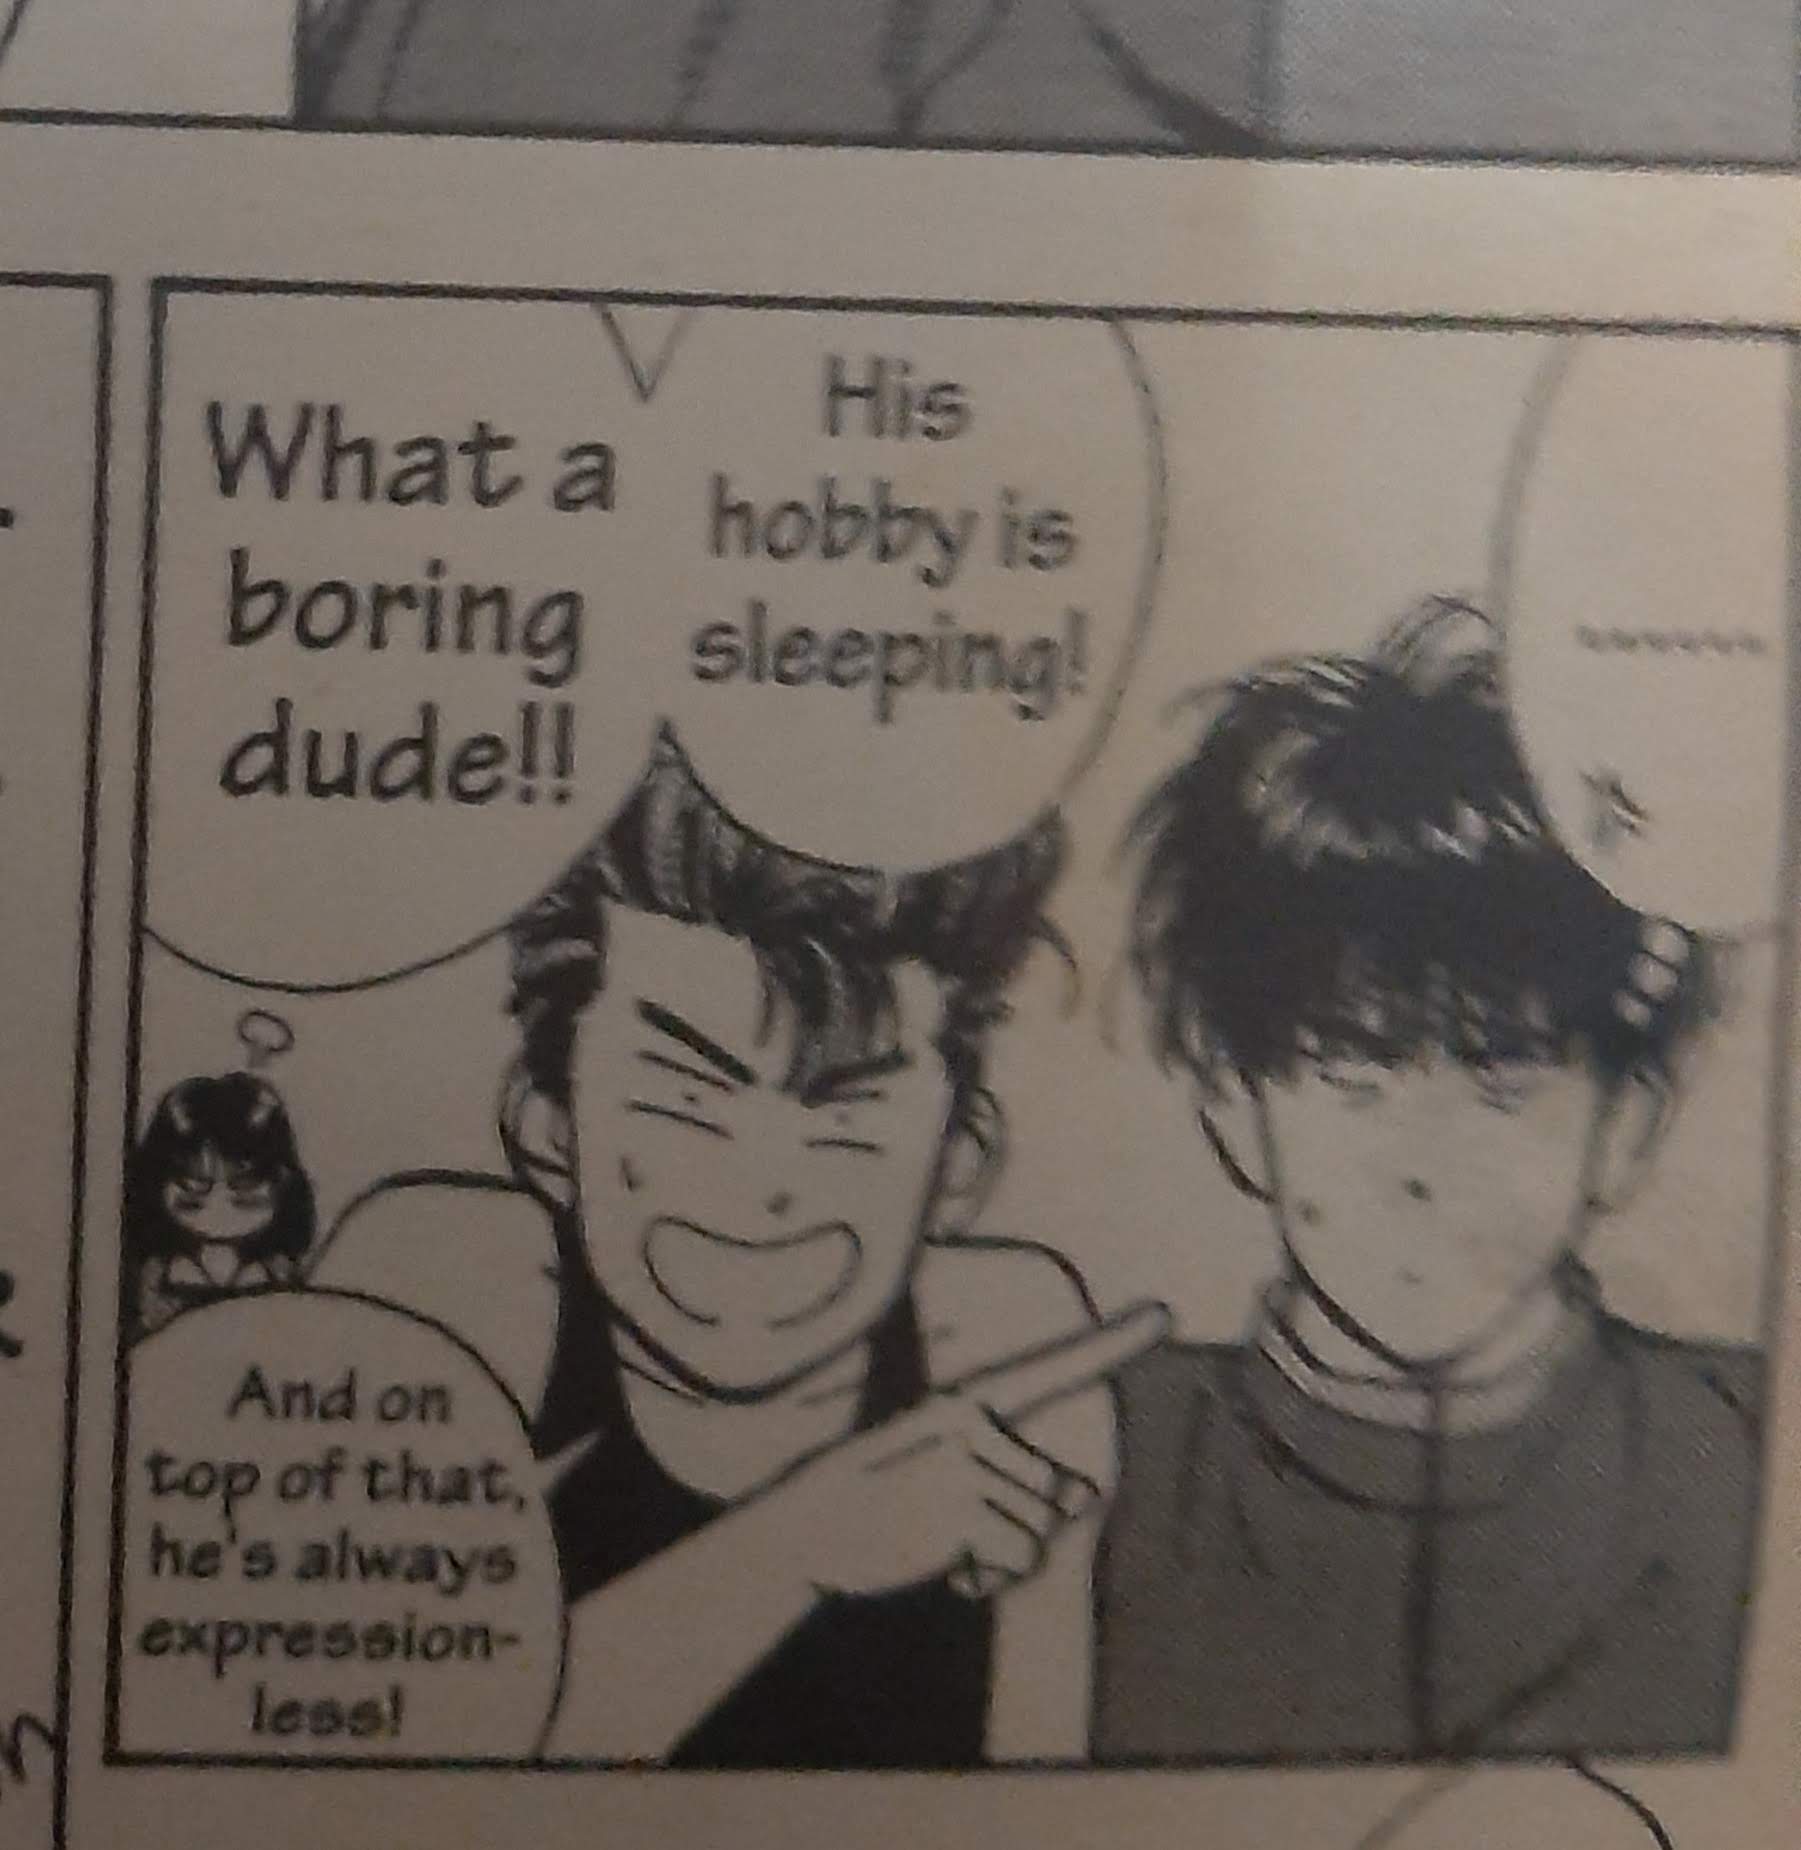 His
hobby is
sleeping!
What a
boring
dude!!
And on
top of that,
he's always
expression-
less!